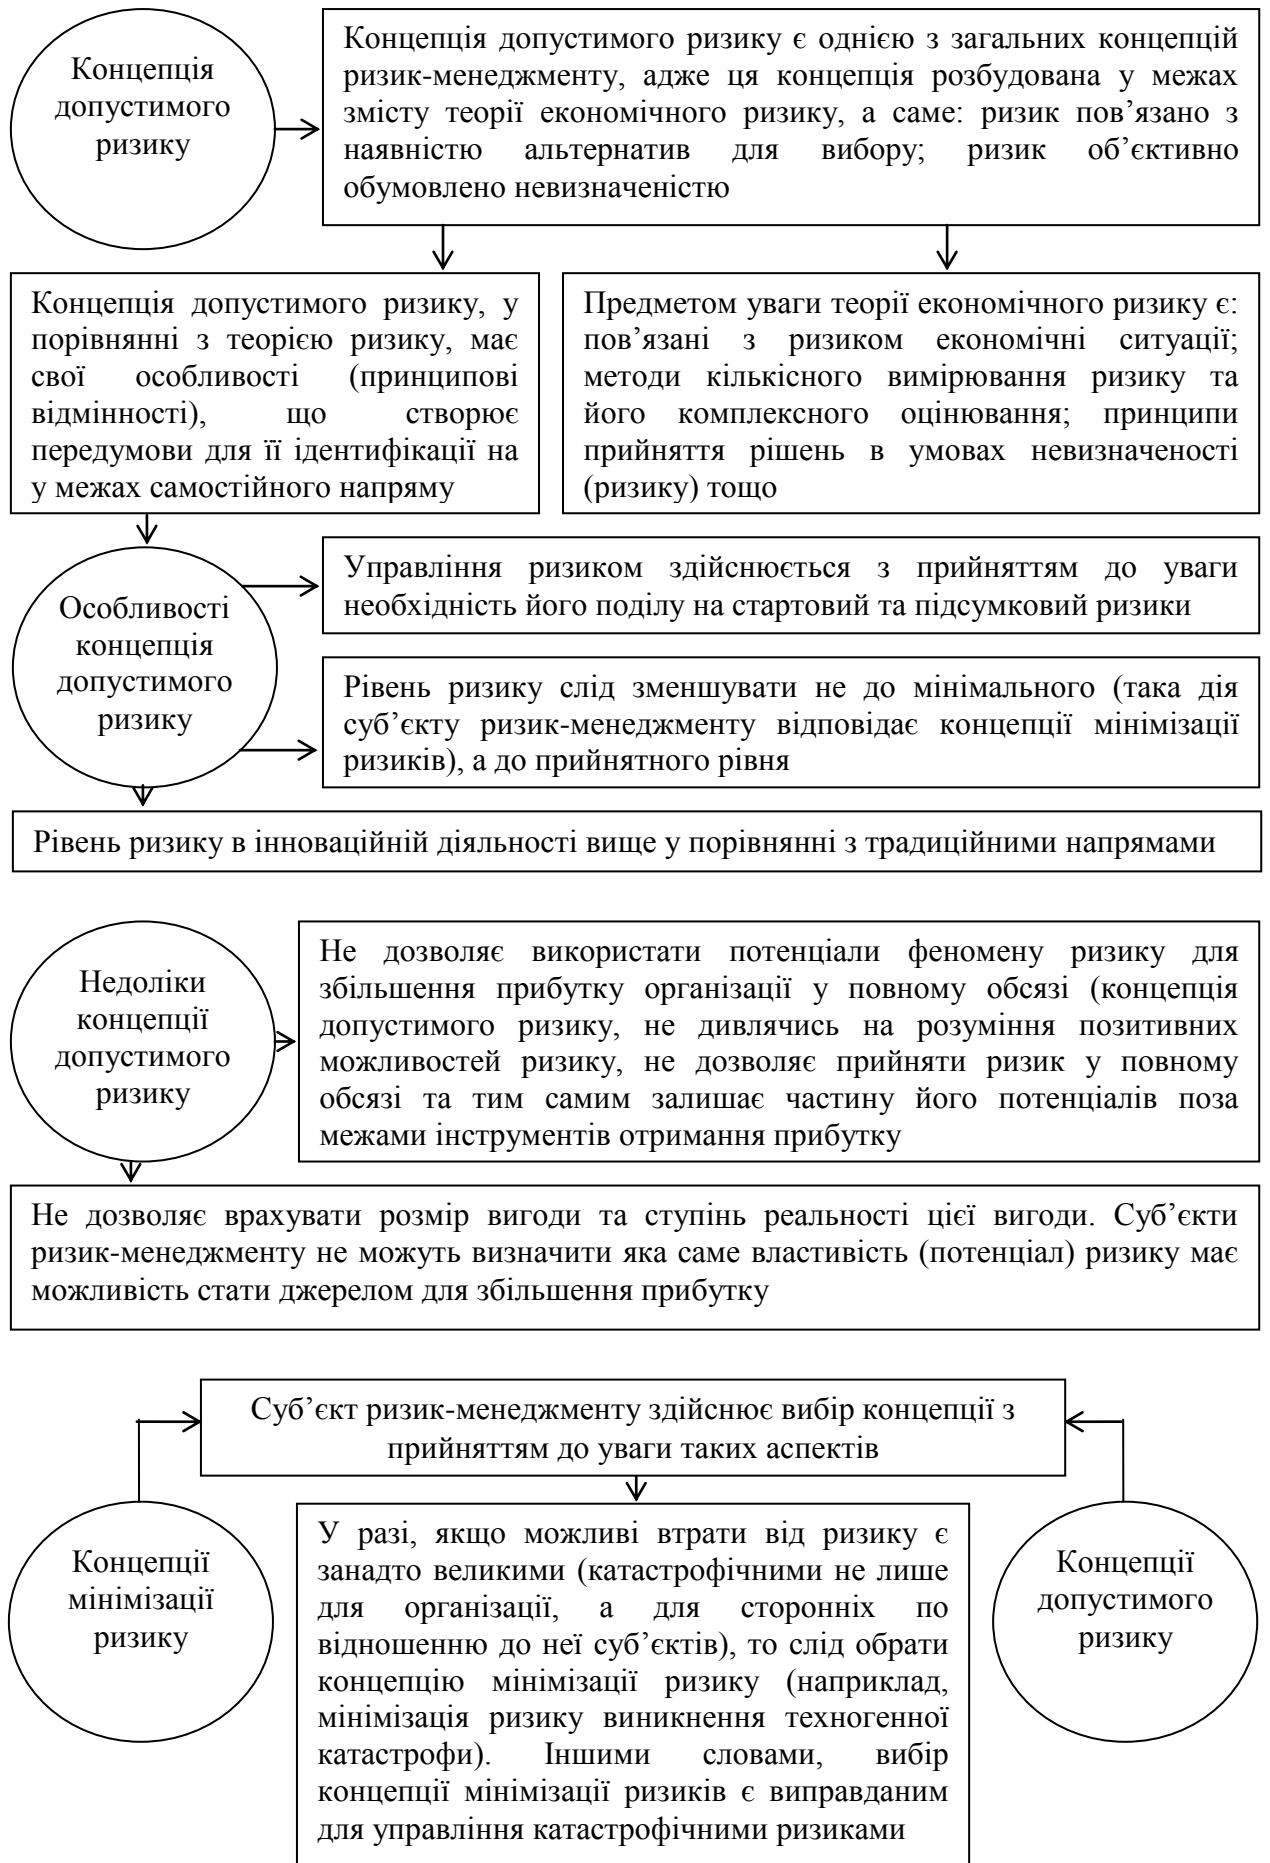 Концепція
допустимого
ризику
Концепція допустимого ризику є однією з загальних концепцій
ризик-менеджменту, адже ця концепція розбудована у межах
змісту теорії економічного ризику, а саме: ризик пов’язано з
наявністю альтернатив для вибору; ризик об’єктивно
обумовлено невизначеністю
Концепція допустимого ризику, у
порівнянні з теорією ризику, має
свої особливості (принципові
відмінності), що створює
передумови для її ідентифікації на
у межах самостійного напряму
Предметом уваги теорії економічного ризику є:
пов’язані з ризиком економічні ситуації;
методи кількісного вимірювання ризику та
його комплексного оцінювання; принципи
прийняття рішень в умовах невизначеності
(ризику) тощо
Особливості
концепція
допустимого
ризику
Управління ризиком здійснюється з прийняттям до уваги
необхідність його поділу на стартовий та підсумковий ризики
Рівень ризику слід зменшувати не до мінімального (така дія
суб’єкту ризик-менеджменту відповідає концепції мінімізації
ризиків), а до прийнятного рівня
Рівень ризику в інноваційній діяльності вище у порівнянні з традиційними напрямами
Недоліки
концепції
допустимого
ризику
Не дозволяє використати потенціали феномену ризику для
збільшення прибутку організації у повному обсязі (концепція
допустимого ризику, не дивлячись на розуміння позитивних
можливостей ризику, не дозволяє прийняти ризик у повному
обсязі та тим самим залишає частину його потенціалів поза
межами інструментів отримання прибутку
Не дозволяє врахувати розмір вигоди та ступінь реальності цієї вигоди. Суб’єкти
ризик-менеджменту не можуть визначити яка саме властивість (потенціал) ризику має
можливість стати джерелом для збільшення прибутку
Суб’єкт ризик-менеджменту здійснює вибір концепції з
прийняттям до уваги таких аспектів
Концепції
мінімізації
ризику
У разі, якщо можливі втрати від ризику є
занадто великими (катастрофічними не лише
для організації, а для сторонніх по
відношенню до неї суб’єктів), то слід обрати
концепцію мінімізації ризику (наприклад,
мінімізація ризику виникнення техногенної
катастрофи). Іншими словами, вибір
концепції мінімізації ризиків є виправданим
для управління катастрофічними ризиками
Концепції
допустимого
ризику